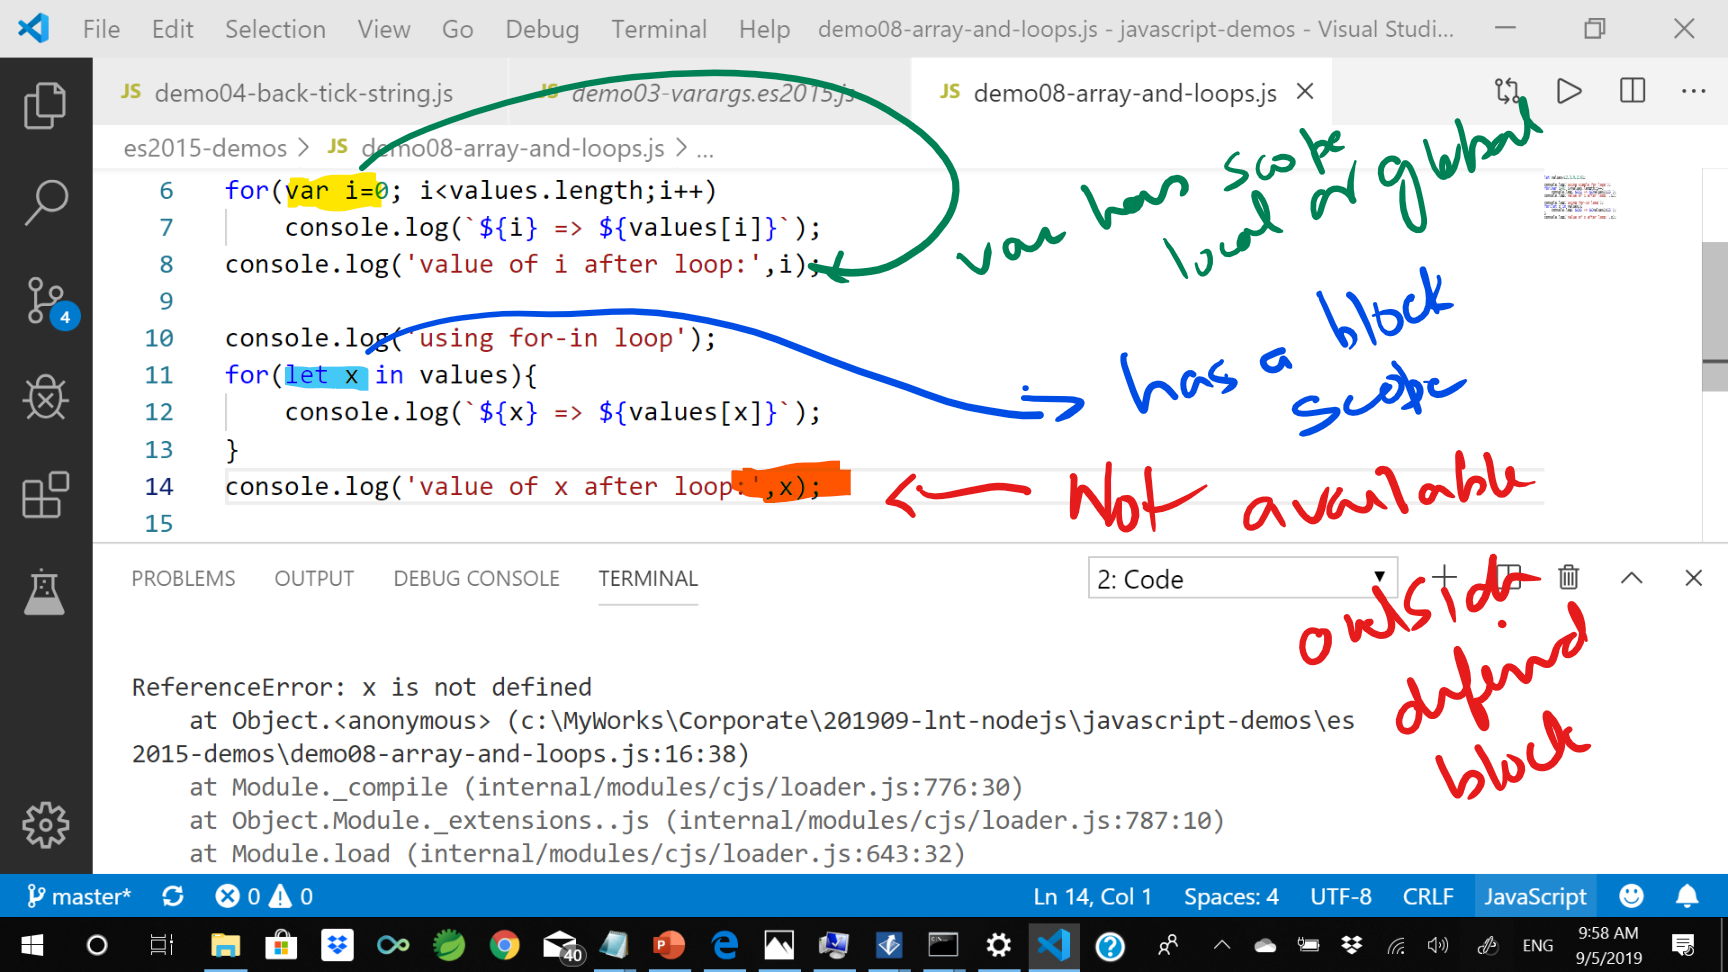 File Edit Selection View Go Debug Terminal Help demo08-array-and-loops.js - javascript-demos - Visual Studi...
JS demo04-back-tick-string.js JS demo03-varargs.es2015.js JS demo08-array-and-loops.js
es2015-demos > JS demo08-array-and-loops.js > ...
6 for(var i=0; i<values.length;i++)
7 console.log(`${i} => ${values[i]}`);
8 console.log('value of i after loop:',i);
9
10 console.log('using for-in loop');
11 for(let x in values){
12 console.log(`${x} => ${values[x]}`);
13 }
14 console.log('value of x after loop:',x);
15
var has scope
local or global
has a block
scope
Not available
outside
defined
block
4
PROBLEMS OUTPUT DEBUG CONSOLE TERMINAL 2: Code
ReferenceError: x is not defined
at Object.<anonymous> (c:\MyWorks\Corporate\201909-lnt-nodejs\javascript-demos\es
2015-demos\demo08-array-and-loops.js:16:38)
at Module._compile (internal/modules/cjs/loader.js:776:30)
at Object.Module._extensions..js (internal/modules/cjs/loader.js:787:10)
at Module.load (internal/modules/cjs/loader.js:643:32)
master* 0 0 Ln 14, Col 1 Spaces: 4 UTF-8 CRLF JavaScript
40 ENG 9:58 AM
9/5/2019